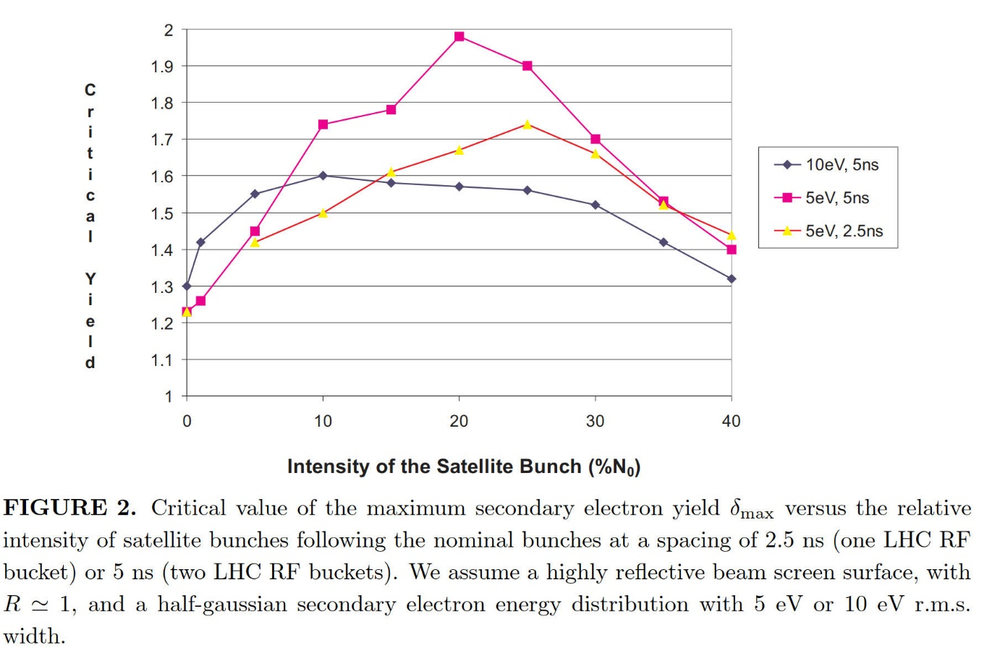 Critical Yield
2
1.9
1.8
1.7
1.6
1.5
1.4
1.3
1.2
1.1
1
0 10 20 30 40
Intensity of the Satellite Bunch (%N₀)
10eV, 5ns
5eV, 5ns
5eV, 2.5ns
FIGURE 2. Critical value of the maximum secondary electron yield δmax versus the relative
intensity of satellite bunches following the nominal bunches at a spacing of 2.5 ns (one LHC RF
bucket) or 5 ns (two LHC RF buckets). We assume a highly reflective beam screen surface, with
R ≃ 1, and a half-gaussian secondary electron energy distribution with 5 eV or 10 eV r.m.s.
width.